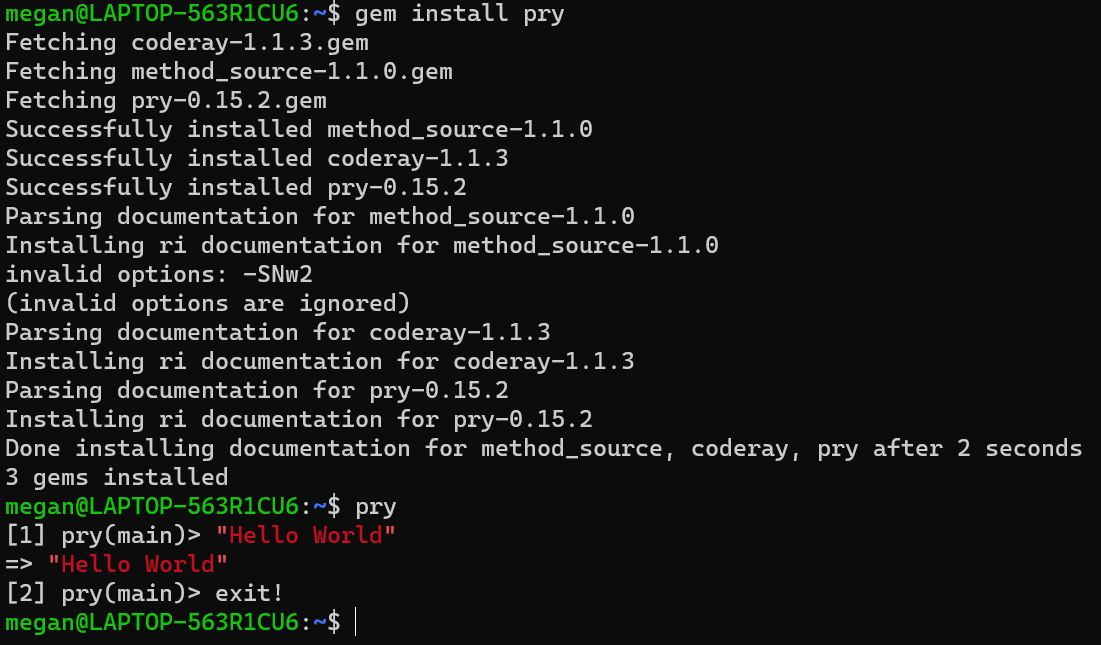 megan@LAPTOP-563R1CU6:~$ gem install pry
Fetching coderay-1.1.3.gem
Fetching method_source-1.1.0.gem
Fetching pry-0.15.2.gem
Successfully installed method_source-1.1.0
Successfully installed coderay-1.1.3
Successfully installed pry-0.15.2
Parsing documentation for method_source-1.1.0
Installing ri documentation for method_source-1.1.0
invalid options: -SNw2
(invalid options are ignored)
Parsing documentation for coderay-1.1.3
Installing ri documentation for coderay-1.1.3
Parsing documentation for pry-0.15.2
Installing ri documentation for pry-0.15.2
Done installing documentation for method_source, coderay, pry after 2 seconds
3 gems installed
megan@LAPTOP-563R1CU6:~$ pry
[1] pry(main)> "Hello World"
=> "Hello World"
[2] pry(main)> exit!
megan@LAPTOP-563R1CU6:~$